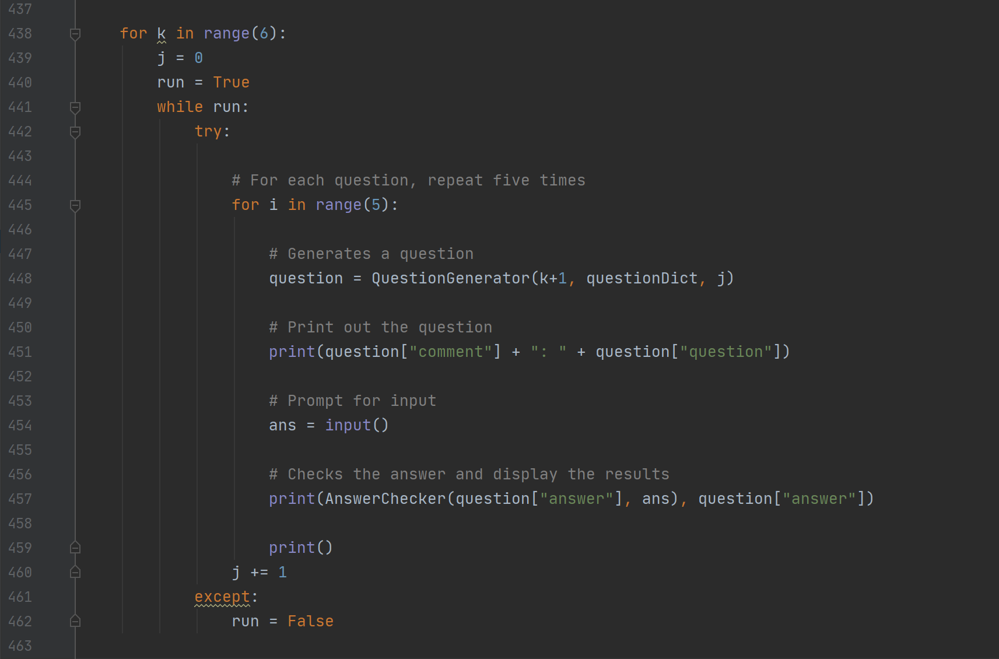 437
438 for k in range(6):
439 j = 0
440 run = True
441 while run:
442 try:
443
444 # For each question, repeat five times
445 for i in range(5):
446
447 # Generates a question
448 question = QuestionGenerator(k+1, questionDict, j)
449
450 # Print out the question
451 print(question["comment"] + ": " + question["question"])
452
453 # Prompt for input
454 ans = input()
455
456 # Checks the answer and display the results
457 print(AnswerChecker(question["answer"], ans), question["answer"])
458
459 print()
460 j += 1
461 except:
462 run = False
463